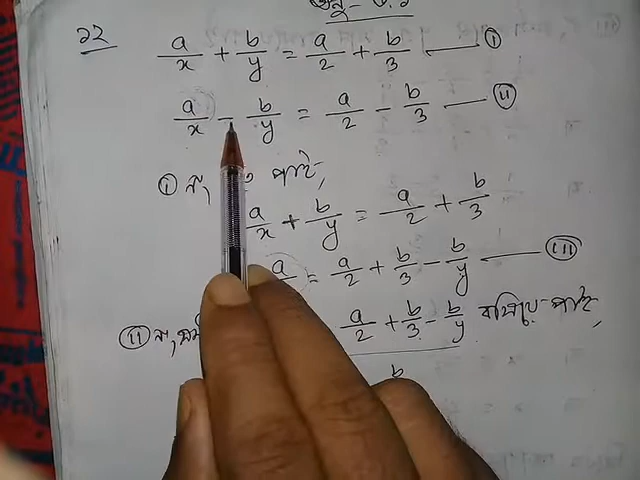 ২২
a/x + b/y = a/2 + b/3 —— (i)
a/x - b/y = a/2 - b/3 —— (ii)
(i) নং, পাই,
a/x + b/y = a/2 + b/3
a = a/2 + b/3 - b/y —— (iii)
(ii) নং, a/2 + b/3 - b/y বসিয়ে পাই,
b